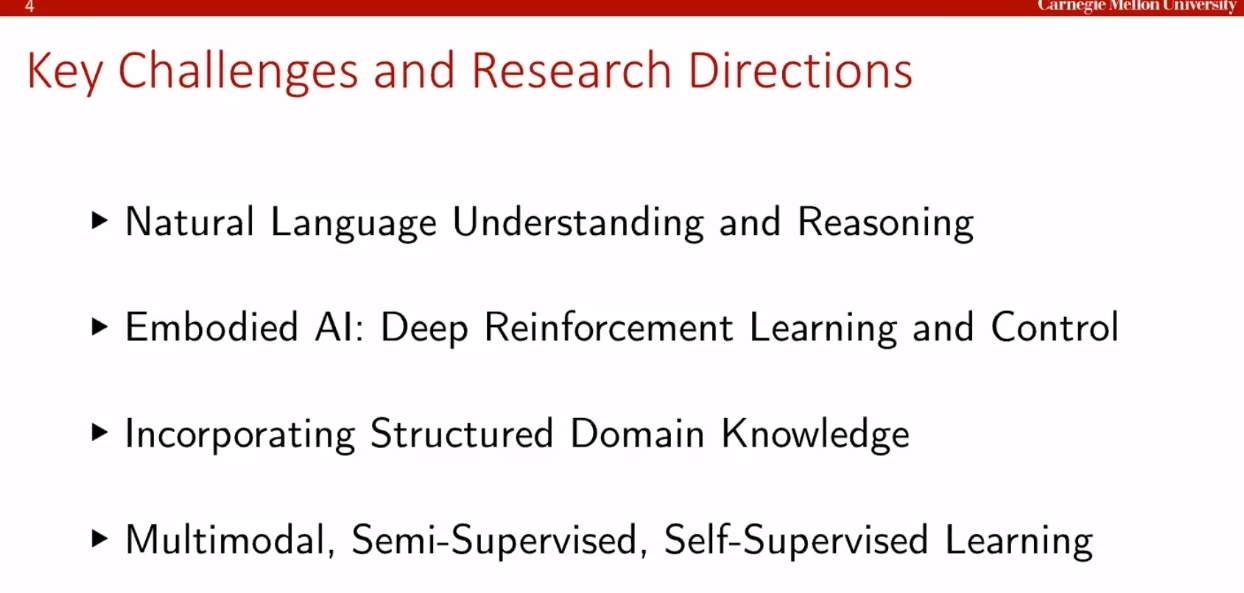 4
Carnegie Mellon University
Key Challenges and Research Directions
▶ Natural Language Understanding and Reasoning
▶ Embodied AI: Deep Reinforcement Learning and Control
▶ Incorporating Structured Domain Knowledge
▶ Multimodal, Semi-Supervised, Self-Supervised Learning